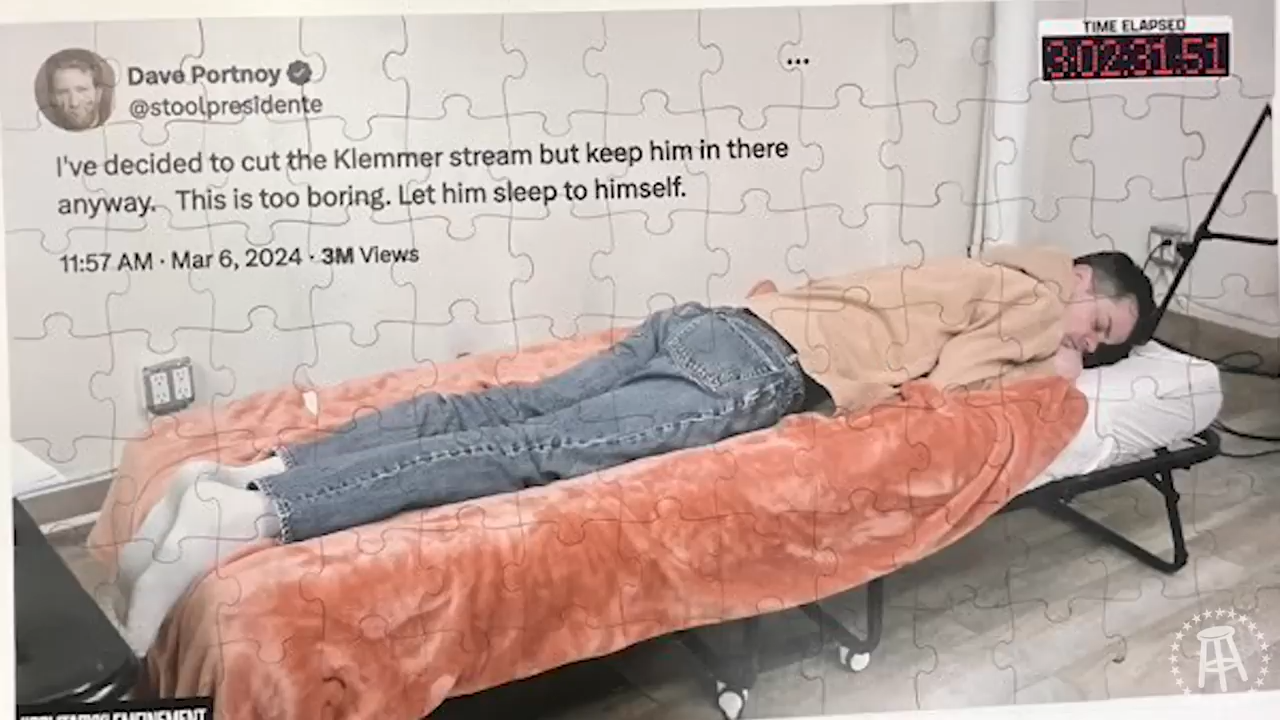 Dave Portnoy
@stoolpresidente
...
I've decided to cut the Klemmer stream but keep him in there
anyway. This is too boring. Let him sleep to himself.
11:57 AM · Mar 6, 2024 · 3M Views
TIME ELAPSED
3:02:31.51